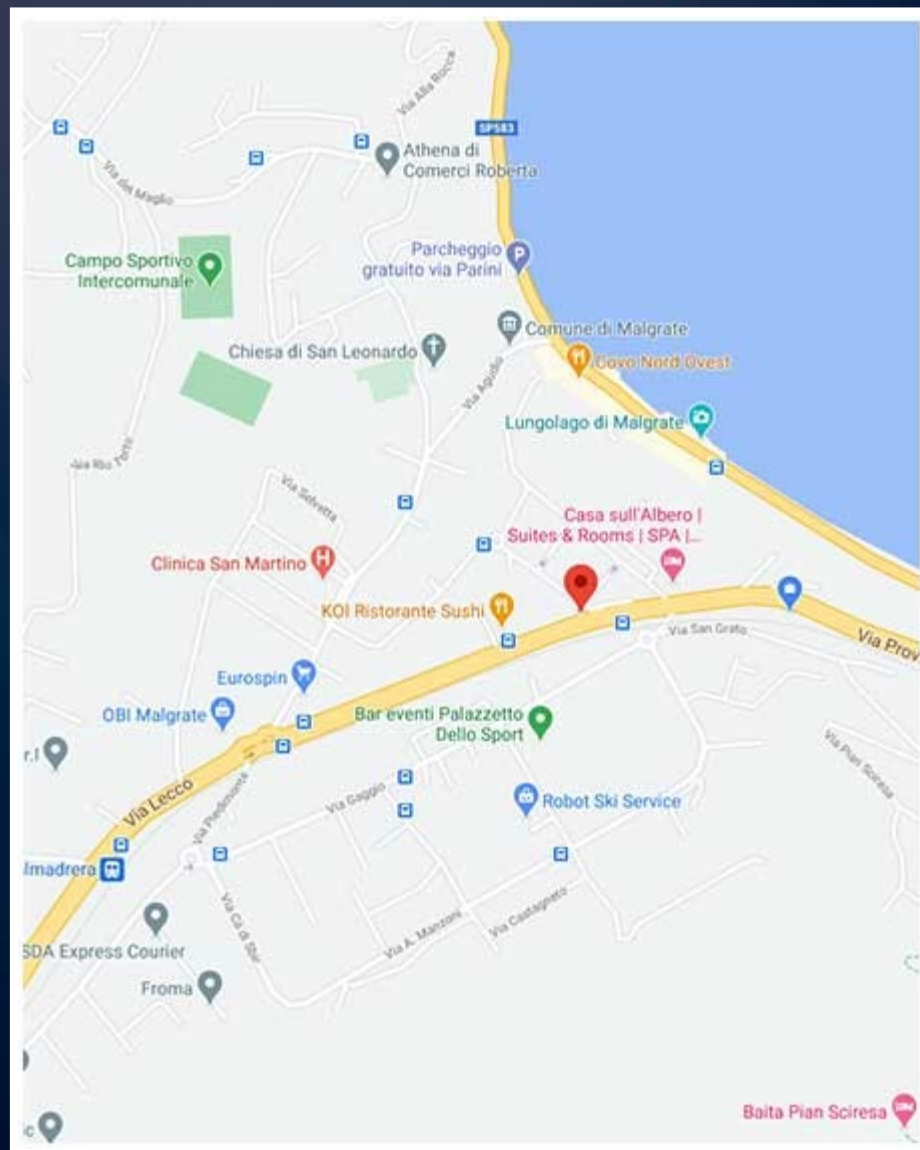 Via Alla Rocca
SP583
Athena di
Comerci Roberta
Via del Maglio
Parcheggio
gratuito via Parini
Campo Sportivo
Intercomunale
Comune di Malgrate
Chiesa di San Leonardo
Covo Nord Ovest
Via Agudio
Lungolago di Malgrate
Via Rio Torto
Via Selvetta
Casa sull'Albero |
Suites & Rooms | SPA |...
Clinica San Martino
H
KOI Ristorante Sushi
Via San Grato
Via Prov
Eurospin
OBI Malgrate
Bar eventi Palazzetto
Dello Sport
r.l
Via Pian Sciresa
Via Lecco
Via Piedimonte
Via Gaggio
Robot Ski Service
lmadrera
Via Cà di Sbir
Via A. Manzoni
Via Castagneto
SDA Express Courier
Froma
Baita Pian Sciresa
c